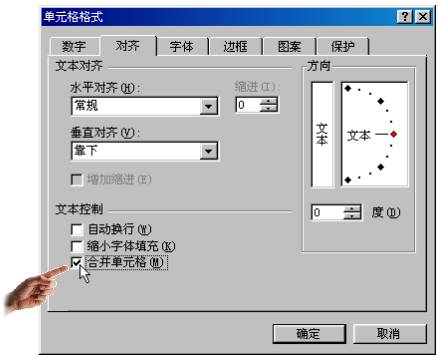 单元格格式
数字 对齐 字体 边框 图案 保护
文本对齐
水平对齐(H):
常规
缩进(I):
0
垂直对齐(V):
靠下
增加缩进(E)
方向
文本
文本
0 度(D)
文本控制
自动换行(W)
缩小字体填充(K)
合并单元格(M)
确定 取消